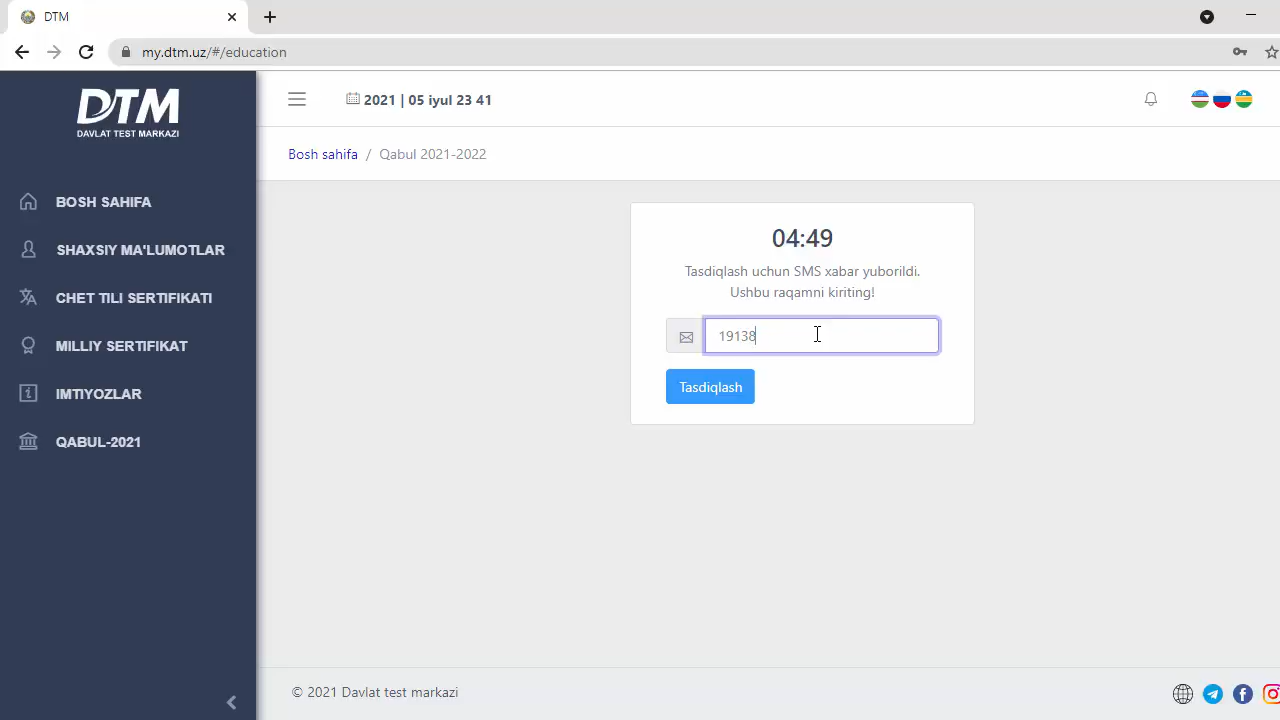 DTM
my.dtm.uz/#/education
DTM
DAVLAT TEST MARKAZI
2021 | 05 iyul 23 41
Bosh sahifa / Qabul 2021-2022
BOSH SAHIFA
SHAXSIY MA'LUMOTLAR
CHET TILI SERTIFIKATI
MILLIY SERTIFIKAT
IMTIYOZLAR
QABUL-2021
04:49
Tasdiqlash uchun SMS xabar yuborildi.
Ushbu raqamni kiriting!
19138
Tasdiqlash
© 2021 Davlat test markazi